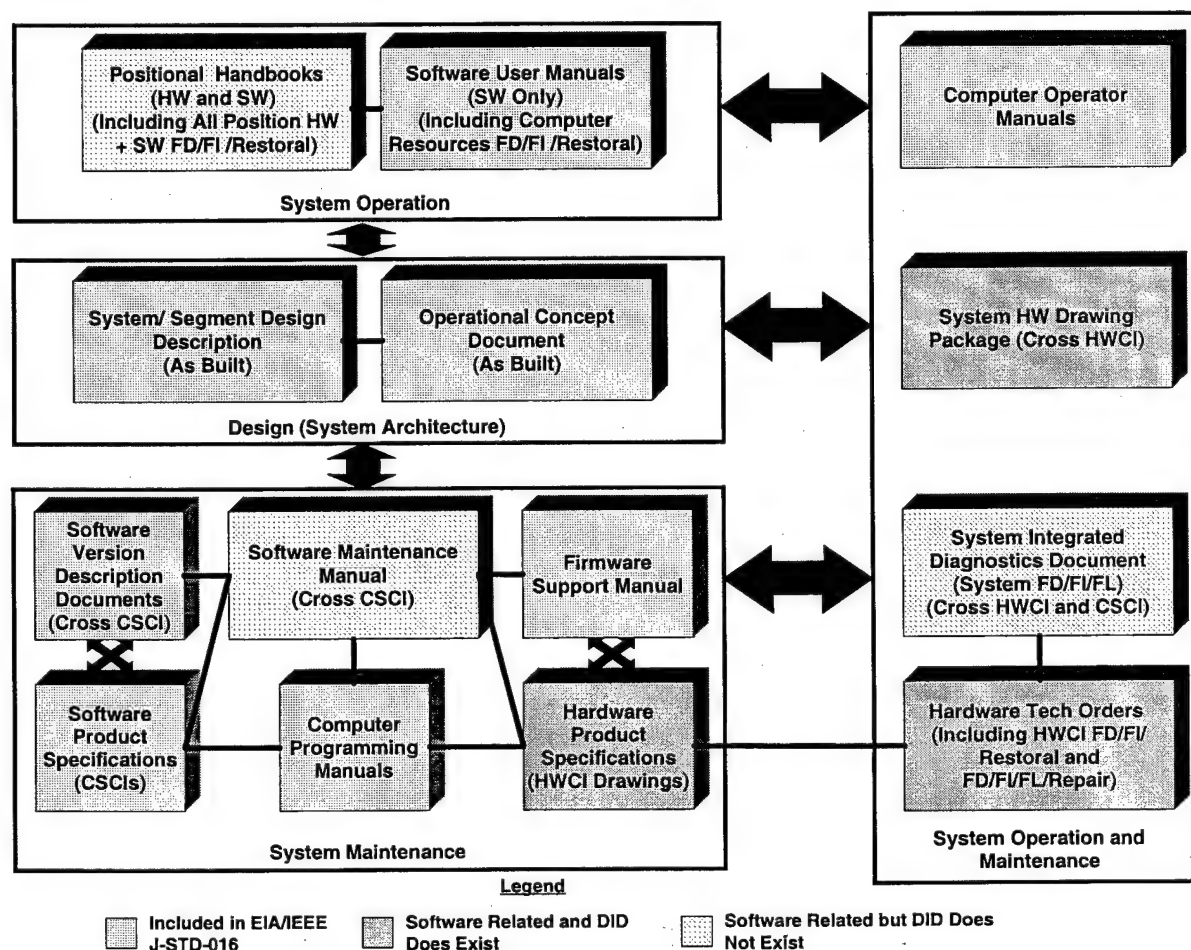 Positional Handbooks
(HW and SW)
(Including All Position HW
+ SW FD/FI /Restoral)
Software User Manuals
(SW Only)
(Including Computer
Resources FD/FI /Restoral)
System Operation
Computer Operator
Manuals
System/ Segment Design
Description
(As Built)
Operational Concept
Document
(As Built)
Design (System Architecture)
System HW Drawing
Package (Cross HWCI)
Software
Version
Description
Documents
(Cross CSCI)
Software Maintenance
Manual
(Cross CSCI)
Firmware
Support Manual
Software
Product
Specifications
(CSCIs)
Computer
Programming
Manuals
Hardware
Product
Specifications
(HWCI Drawings)
System Maintenance
System Integrated
Diagnostics Document
(System FD/FI/FL)
(Cross HWCI and CSCI)
Hardware Tech Orders
(Including HWCI FD/FI/
Restoral and
FD/FI/FL/Repair)
System Operation and
Maintenance
Legend
Included in EIA/IEEE
J-STD-016
Software Related and DID
Does Exist
Software Related but DID Does
Not Exist